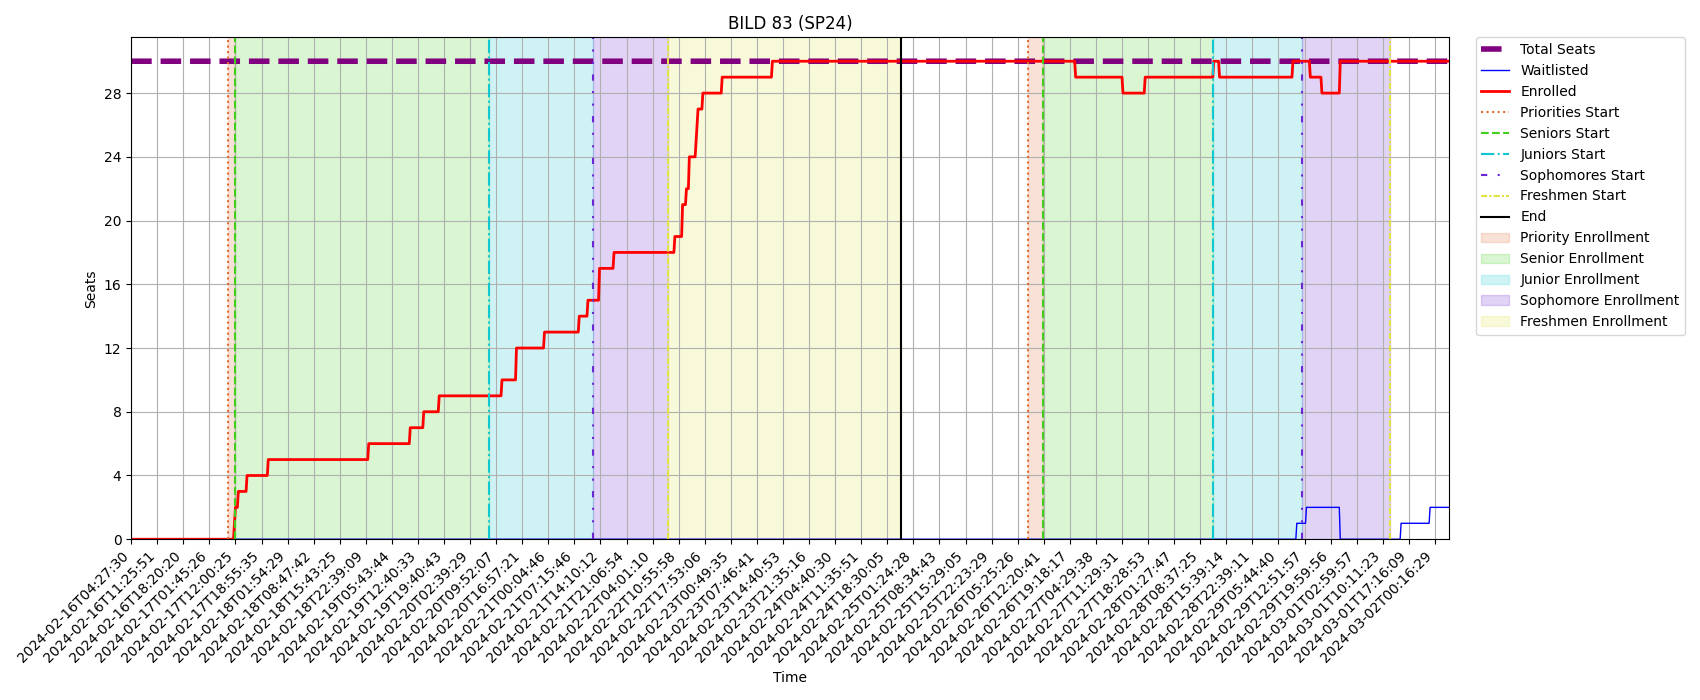 BILD 83 (SP24)
Seats
28
24
20
16
12
8
4
0
2024-02-16T04:27:30
2024-02-16T11:25:51
2024-02-16T18:20:20
2024-02-17T01:45:26
2024-02-17T12:00:25
2024-02-17T18:55:35
2024-02-18T01:54:29
2024-02-18T08:47:42
2024-02-18T15:43:25
2024-02-18T22:39:09
2024-02-19T05:43:44
2024-02-19T12:40:33
2024-02-19T19:40:43
2024-02-20T02:39:29
2024-02-20T09:52:07
2024-02-20T16:57:21
2024-02-21T00:04:46
2024-02-21T07:15:46
2024-02-21T14:10:12
2024-02-21T21:06:54
2024-02-22T04:01:10
2024-02-22T10:55:58
2024-02-22T17:53:06
2024-02-23T00:49:35
2024-02-23T07:46:41
2024-02-23T14:40:53
2024-02-23T21:35:16
2024-02-24T04:40:30
2024-02-24T11:35:51
2024-02-24T18:30:05
2024-02-25T01:24:28
2024-02-25T08:34:43
2024-02-25T15:29:05
2024-02-25T22:23:29
2024-02-26T05:25:26
2024-02-26T12:20:41
2024-02-26T19:18:17
2024-02-27T04:29:38
2024-02-27T11:29:31
2024-02-27T18:28:53
2024-02-28T01:27:47
2024-02-28T08:37:25
2024-02-28T15:39:14
2024-02-28T22:39:11
2024-02-29T05:44:40
2024-02-29T12:51:57
2024-02-29T19:59:56
2024-03-01T02:59:57
2024-03-01T10:11:23
2024-03-01T17:16:09
2024-03-02T00:16:29
Time
Total Seats
Waitlisted
Enrolled
Priorities Start
Seniors Start
Juniors Start
Sophomores Start
Freshmen Start
End
Priority Enrollment
Senior Enrollment
Junior Enrollment
Sophomore Enrollment
Freshmen Enrollment